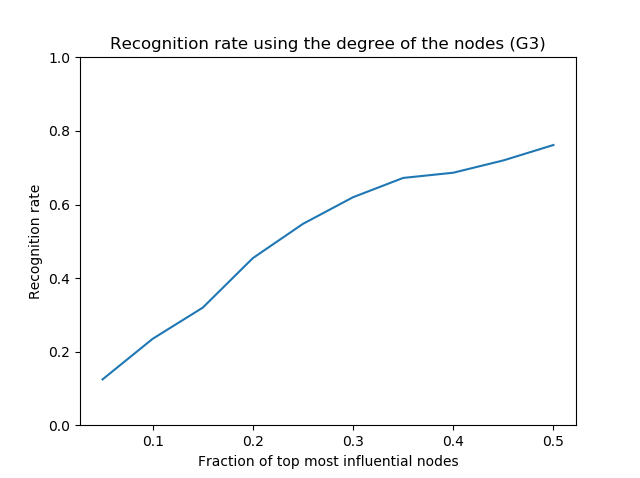 Recognition rate using the degree of the nodes (G3)
1.0
0.8
0.6
0.4
0.2
0.0
Recognition rate
0.1 0.2 0.3 0.4 0.5
Fraction of top most influential nodes